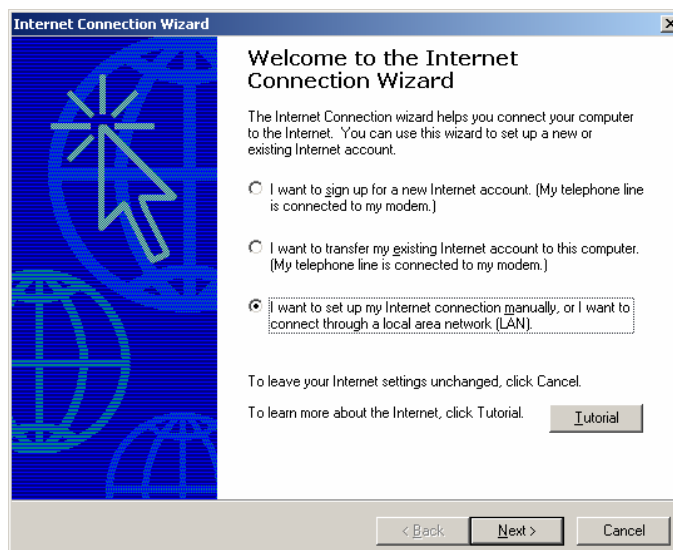 Internet Connection Wizard
Welcome to the Internet
Connection Wizard
The Internet Connection wizard helps you connect your computer
to the Internet. You can use this wizard to set up a new or
existing Internet account.
I want to sign up for a new Internet account. (My telephone line
is connected to my modem.)
I want to transfer my existing Internet account to this computer.
(My telephone line is connected to my modem.)
I want to set up my Internet connection manually, or I want to
connect through a local area network (LAN).
To leave your Internet settings unchanged, click Cancel.
To learn more about the Internet, click Tutorial.
Tutorial
< Back
Next >
Cancel